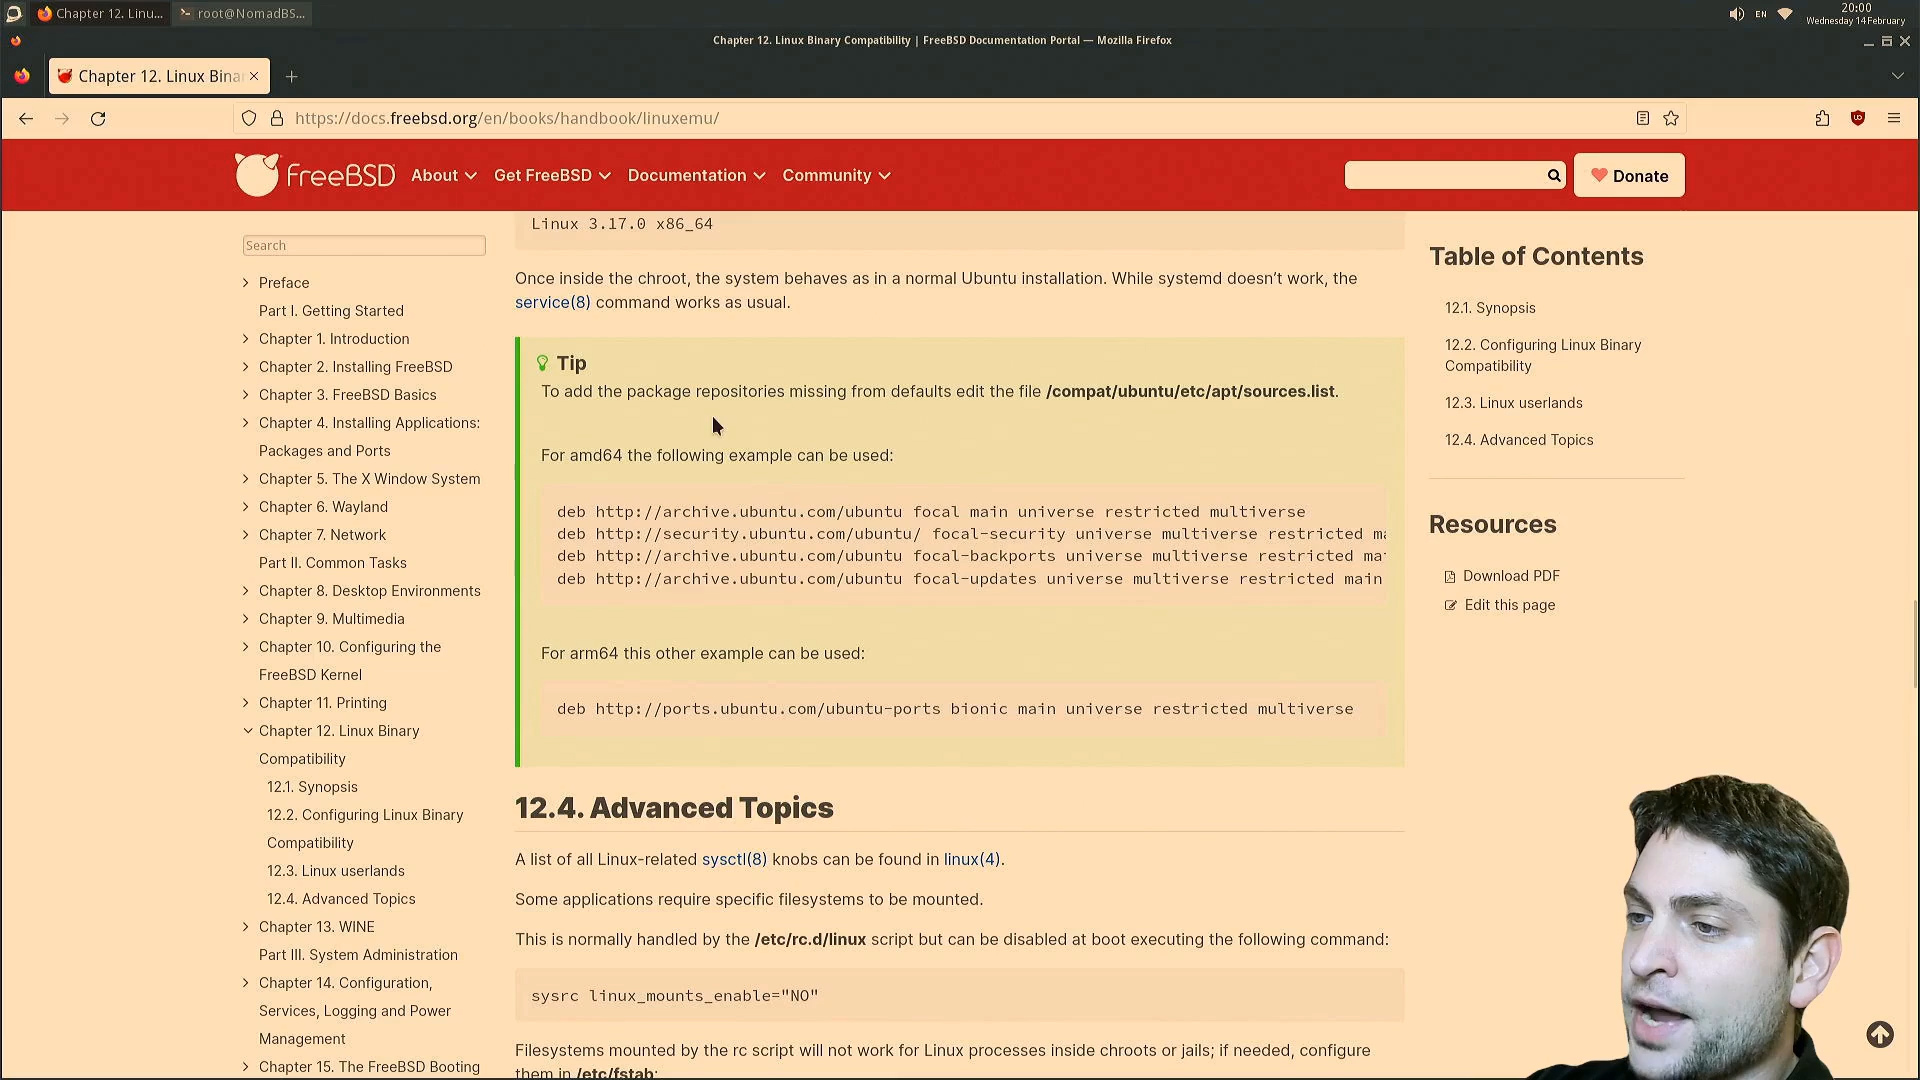 Chapter 12. Linu...
root@NomadBS...
EN
20:00
Wednesday 14 February
Chapter 12. Linux Binary Compatibility | FreeBSD Documentation Portal — Mozilla Firefox
Chapter 12. Linux Bina
https://docs.freebsd.org/en/books/handbook/linuxemu/
FreeBSD
About
Get FreeBSD
Documentation
Community
Donate
Search
Preface
Part I. Getting Started
Chapter 1. Introduction
Chapter 2. Installing FreeBSD
Chapter 3. FreeBSD Basics
Chapter 4. Installing Applications:
Packages and Ports
Chapter 5. The X Window System
Chapter 6. Wayland
Chapter 7. Network
Part II. Common Tasks
Chapter 8. Desktop Environments
Chapter 9. Multimedia
Chapter 10. Configuring the
FreeBSD Kernel
Chapter 11. Printing
Chapter 12. Linux Binary
Compatibility
12.1. Synopsis
12.2. Configuring Linux Binary
Compatibility
12.3. Linux userlands
12.4. Advanced Topics
Chapter 13. WINE
Part III. System Administration
Chapter 14. Configuration,
Services, Logging and Power
Management
Chapter 15. The FreeBSD Booting
Linux 3.17.0 x86_64
Once inside the chroot, the system behaves as in a normal Ubuntu installation. While systemd doesn’t work, the
service(8) command works as usual.
Tip
To add the package repositories missing from defaults edit the file /compat/ubuntu/etc/apt/sources.list.
For amd64 the following example can be used:
deb http://archive.ubuntu.com/ubuntu focal main universe restricted multiverse
deb http://security.ubuntu.com/ubuntu/ focal-security universe multiverse restricted ma
deb http://archive.ubuntu.com/ubuntu focal-backports universe multiverse restricted mai
deb http://archive.ubuntu.com/ubuntu focal-updates universe multiverse restricted main
For arm64 this other example can be used:
deb http://ports.ubuntu.com/ubuntu-ports bionic main universe restricted multiverse
12.4. Advanced Topics
A list of all Linux-related sysctl(8) knobs can be found in linux(4).
Some applications require specific filesystems to be mounted.
This is normally handled by the /etc/rc.d/linux script but can be disabled at boot executing the following command:
sysrc linux_mounts_enable="NO"
Filesystems mounted by the rc script will not work for Linux processes inside chroots or jails; if needed, configure
them in /etc/fstab:
Table of Contents
12.1. Synopsis
12.2. Configuring Linux Binary
Compatibility
12.3. Linux userlands
12.4. Advanced Topics
Resources
Download PDF
Edit this page